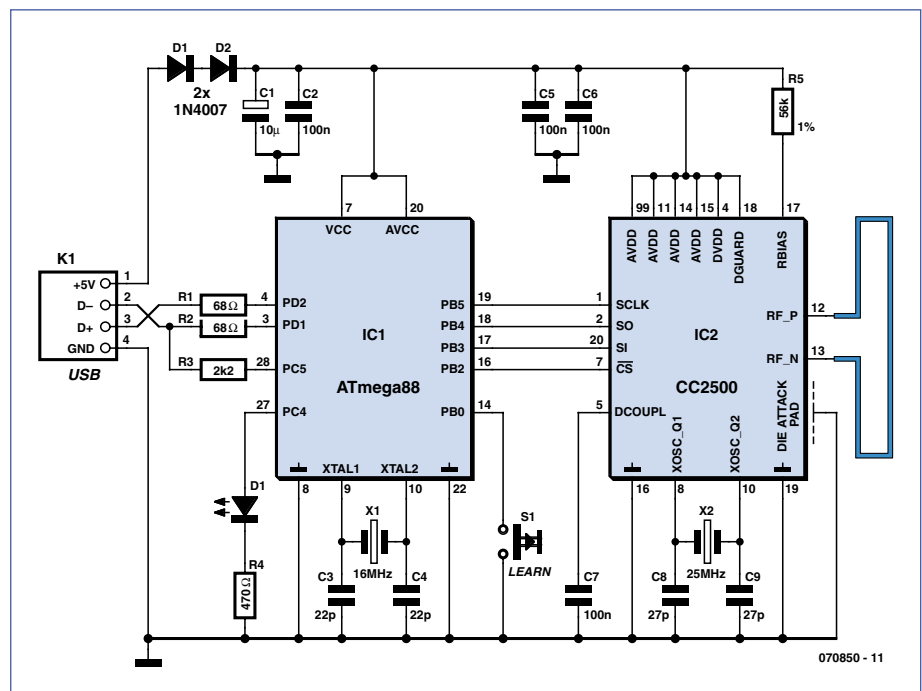 D1 D2
2x
1N4007
C1
10µ
C2
100n
C5
100n
C6
100n
R5
56k
1%
7 20
VCC AVCC
99 11 14 15 4 18 17
AVDD AVDD AVDD AVDD DVDD DGUARD RBIAS
K1
+5V 1
D– 2
D+ 3
GND 4
USB
R1 68Ω 4 PD2
R2 68Ω 3 PD1
R3 2k2 28 PC5
27 PC4
IC1
ATmega88
PB5 19
PB4 18
PB3 17
PB2 16
PB0 14
1 SCLK
2 SO
20 SI
7 CS
5 DCOUPL
IC2
CC2500
RF_P 12
RF_N 13
DIE ATTACK
PAD
XOSC_Q1
XOSC_Q2
XTAL1 XTAL2
8 9 10 22
16 8 10 19
D1
R4
470Ω
X1
16MHz
C3
22p
C4
22p
S1
LEARN
C7
100n
X2
25MHz
C8
27p
C9
27p
070850 - 11